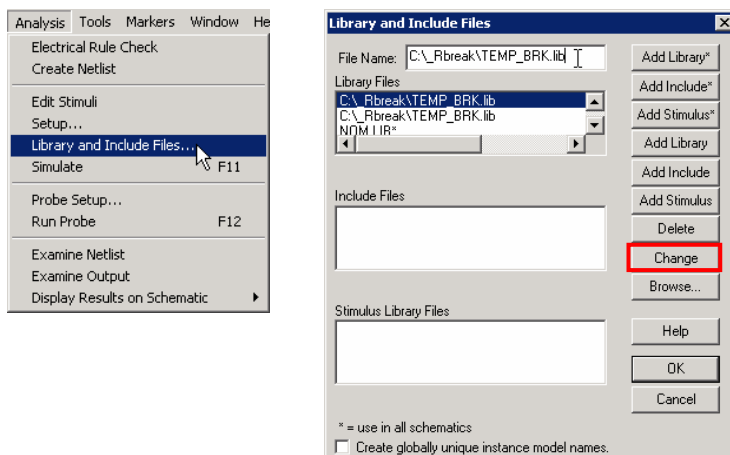 Analysis Tools Markers Window He
Electrical Rule Check
Create Netlist
Edit Stimuli
Setup...
Library and Include Files...
Simulate F11
Probe Setup...
Run Probe F12
Examine Netlist
Examine Output
Display Results on Schematic
Library and Include Files
File Name: C:\_Rbreak\TEMP_BRK.lib
Library Files
C:\_Rbreak\TEMP_BRK.lib
C:\_Rbreak\TEMP_BRK.lib
NOM.LIB*
Include Files
Stimulus Library Files
Add Library*
Add Include*
Add Stimulus*
Add Library
Add Include
Add Stimulus
Delete
Change
Browse...
Help
OK
Cancel
* = use in all schematics
Create globally unique instance model names.